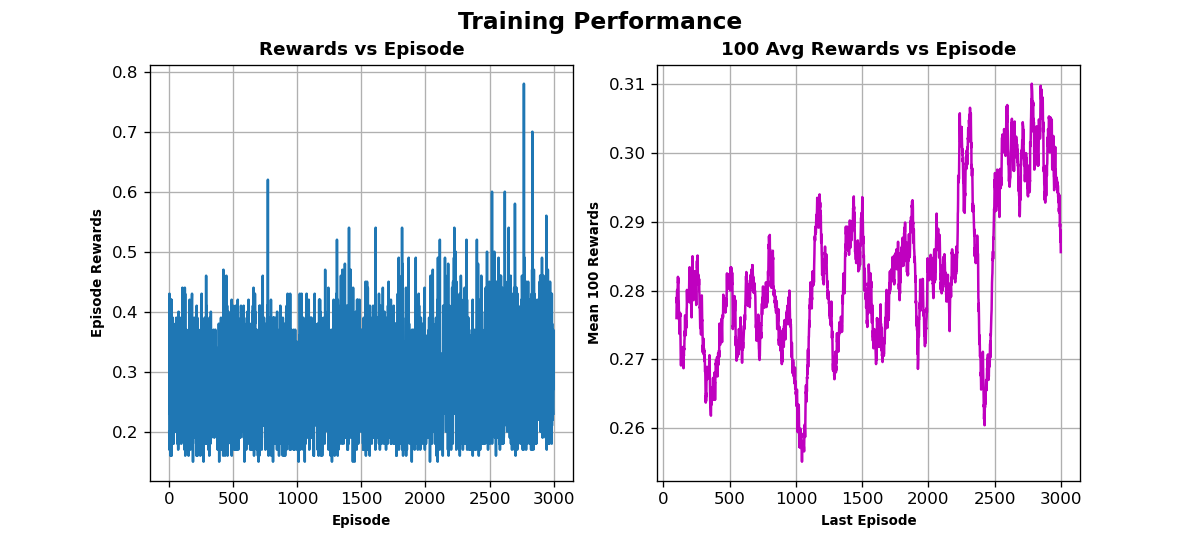 Training Performance
Rewards vs Episode
Episode Rewards
0.8
0.7
0.6
0.5
0.4
0.3
0.2
0 500 1000 1500 2000 2500 3000
Episode
100 Avg Rewards vs Episode
Mean 100 Rewards
0.31
0.30
0.29
0.28
0.27
0.26
0 500 1000 1500 2000 2500 3000
Last Episode